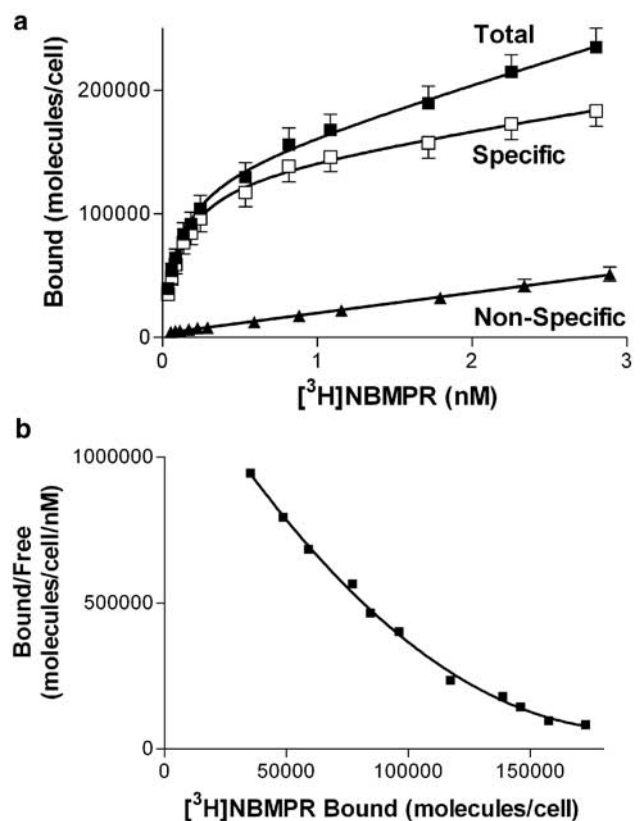 a
Total
Specific
Non-Specific
Bound (molecules/cell)
200000
100000
0
0
1
2
3
[³H]NBMPR (nM)
b
Bound/Free
(molecules/cell/nM)
1000000
500000
0
0
50000
100000
150000
[³H]NBMPR Bound (molecules/cell)